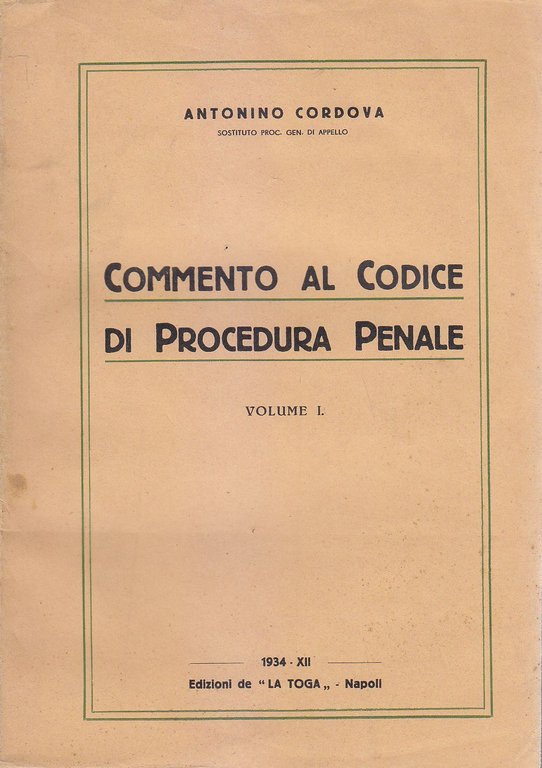 ANTONINO CORDOVA
SOSTITUTO PROC. GEN. DI APPELLO
COMMENTO AL CODICE
DI PROCEDURA PENALE
VOLUME I.
1934 - XII
Edizioni de “LA TOGA„ - Napoli